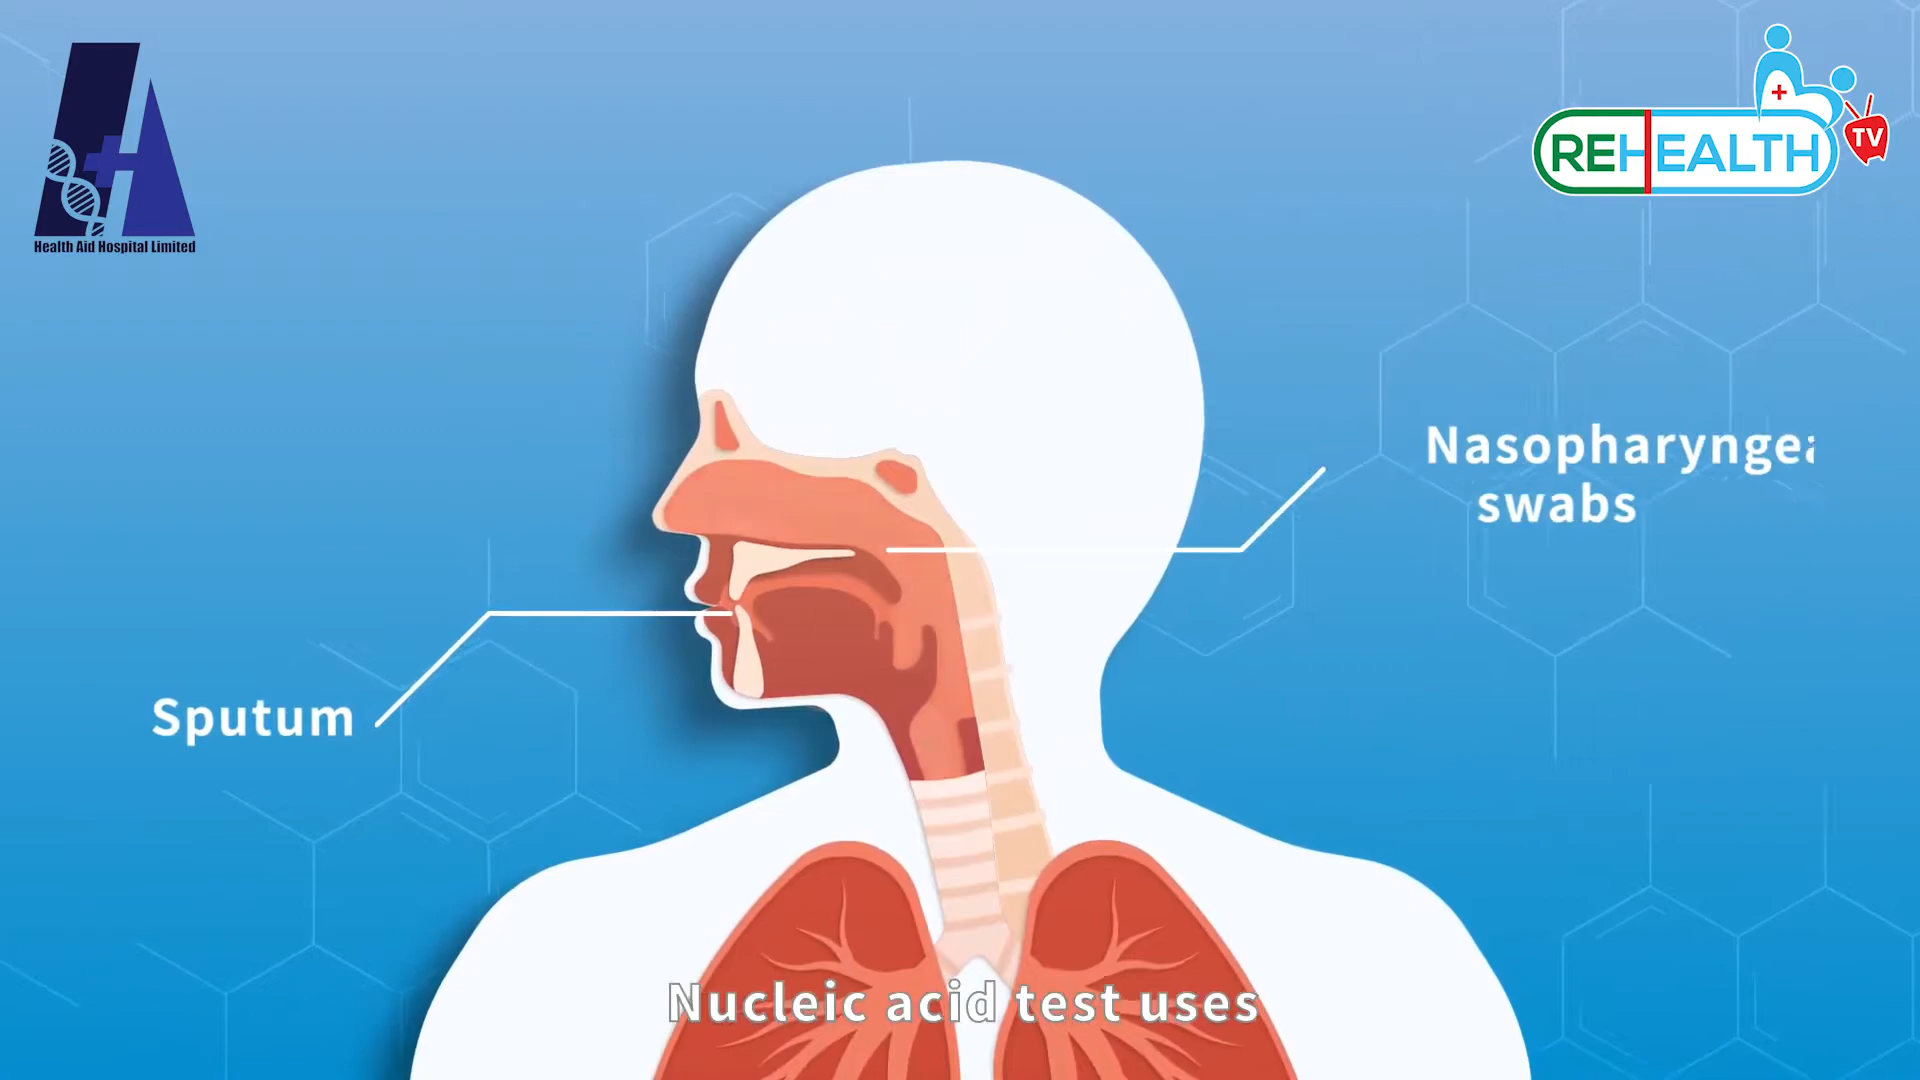 Health Aid Hospital Limited
REHEALTH
TV
swabs
Sputum
Nucleic acid test uses